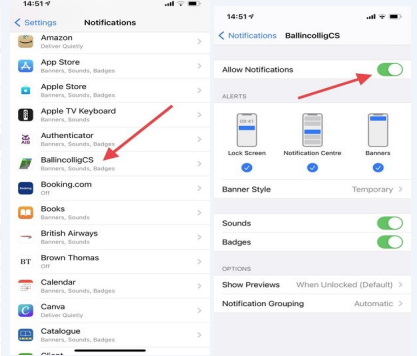 14:51
Settings
Notifications
Amazon
Deliver Quietly
App Store
Banners, Sounds, Badges
Apple Store
Banners, Sounds, Badges
Apple TV Keyboard
Banners, Sounds
AIB
Authenticator
Banners, Sounds, Badges
BallincolligCS
Banners, Sounds, Badges
Booking.com
Off
Books
Banners, Sounds
British Airways
Banners, Sounds
BT
Brown Thomas
Off
Calendar
Banners, Sounds, Badges
Canva
Deliver Quietly
Catalogue
Banners, Sounds, Badges
14:51
Notifications
BallincolligCS
Allow Notifications
ALERTS
09:41
Lock Screen
Notification Centre
Banners
Banner Style
Temporary
Sounds
Badges
OPTIONS
Show Previews
When Unlocked (Default)
Notification Grouping
Automatic